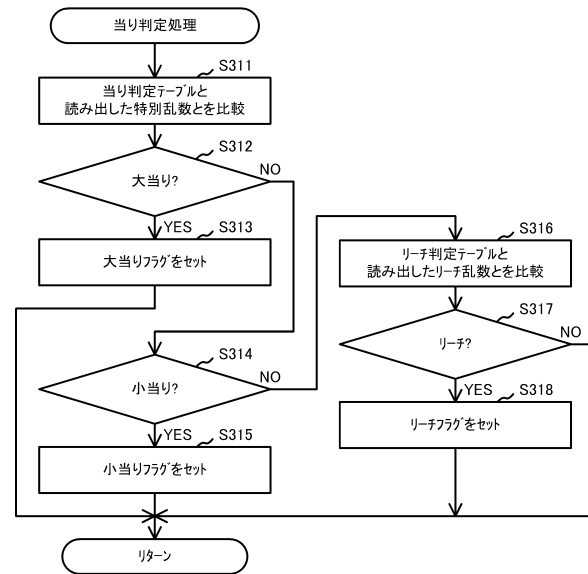 当り判定処理
S311
当り判定テーブルと
読み出した特別乱数とを比較
S312
大当り?
NO
YES
S313
大当りフラグをセット
S314
小当り?
NO
YES
S315
小当りフラグをセット
S316
リーチ判定テーブルと
読み出したリーチ乱数とを比較
S317
リーチ?
NO
YES
S318
リーチフラグをセット
リターン